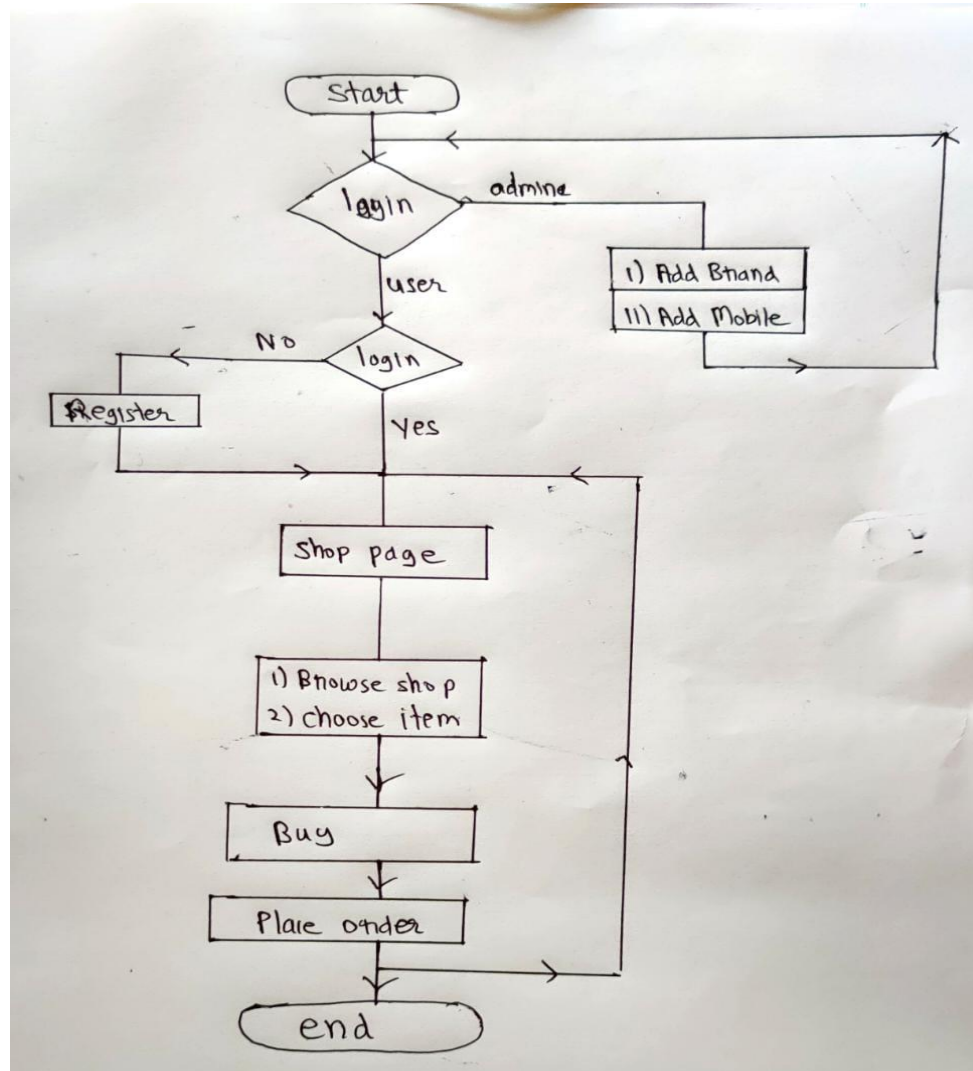 Start
login
admine
1) Add Brand
11) Add Mobile
user
No
login
Register
Yes
Shop page
1) Browse shop
2) choose item
Buy
Place order
end